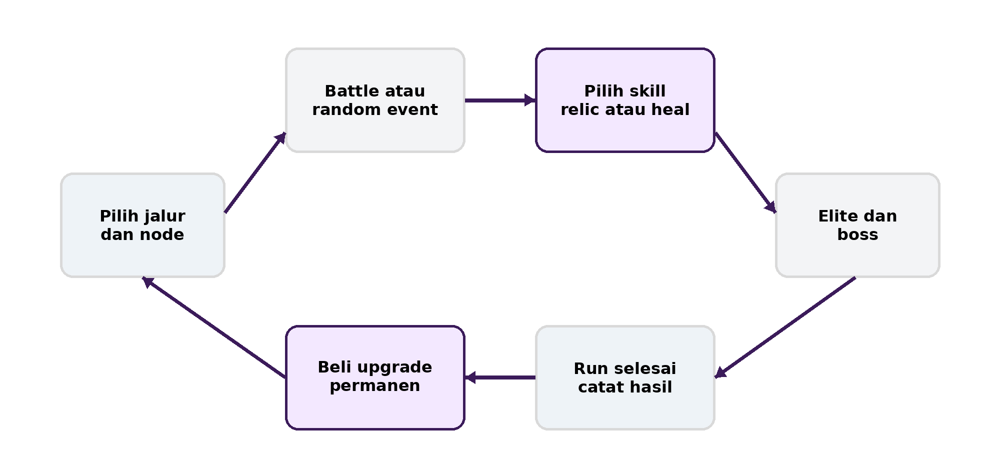 Battle atau
random event
Pilih skill
relic atau heal
Pilih jalur
dan node
Elite dan
boss
Beli upgrade
permanen
Run selesai
catat hasil